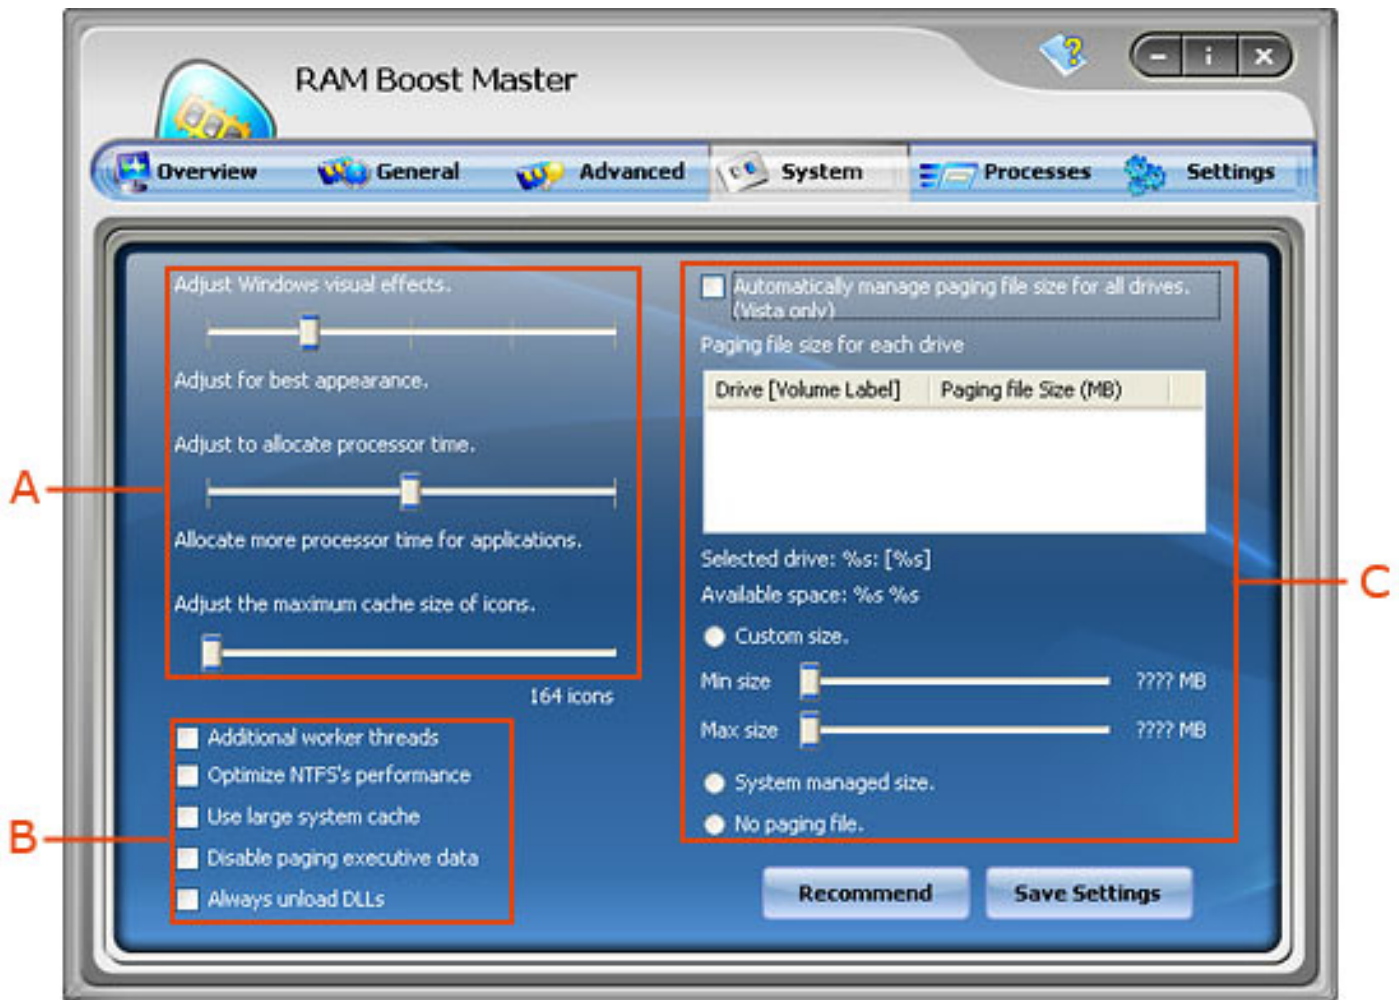 RAM Boost Master
Overview
General
Advanced
System
Processes
Settings
A
Adjust Windows visual effects.
Adjust for best appearance.
Adjust to allocate processor time.
Allocate more processor time for applications.
Adjust the maximum cache size of icons.
164 icons
B
Additional worker threads
Optimize NTFS's performance
Use large system cache
Disable paging executive data
Always unload DLLs
C
Automatically manage paging file size for all drives.
(Vista only)
Paging file size for each drive
Drive [Volume Label] Paging file Size (MB)
Selected drive: %s: [%s]
Available space: %s %s
Custom size.
Min size ???? MB
Max size ???? MB
System managed size.
No paging file.
Recommend
Save Settings